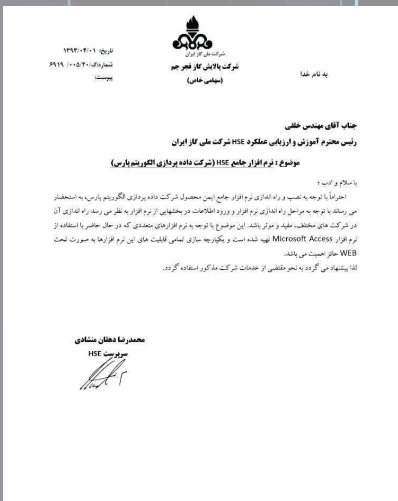 شرکت ملی گاز ایران
شرکت پالایش گاز فجر جم
(سهامی خاص)
به نام خدا
تاریخ: ۱۳۹۳/۰۴/۰۱
شماره:گ/۰۰۵/۴۰/ ۶۹۱۹
پیوست:
جناب آقای مهندس خلفی
رئیس محترم آموزش و ارزیابی عملکرد HSE شرکت ملی گاز ایران
موضوع : نرم افزار جامع HSE (شرکت داده پردازی الگوریتم پارس)
با سلام و ادب ؛
احتراماً با توجه به نصب و راه اندازی نرم افزار جامع ایمن محصول شرکت داده پردازی الگوریتم پارس، به استحضار
می رساند با توجه به مراحل راه اندازی نرم افزار و ورود اطلاعات در بخشهایی از نرم افزار به نظر می رسد راه اندازی آن
در شرکت های مختلف، مفید و موثر باشد. این موضوع با توجه به نرم افزارهای متعددی که در حال حاضر با استفاده از
نرم افزار Microsoft Access تهیه شده است و یکپارچه سازی تمامی قابلیت های این نرم افزارها به صورت تحت
WEB حائز اهمیت می باشد.
لذا پیشنهاد می گردد به نحو مقتضی از خدمات شرکت مذکور استفاده گردد.
محمدرضا دهقان منشادی
سرپرست HSE